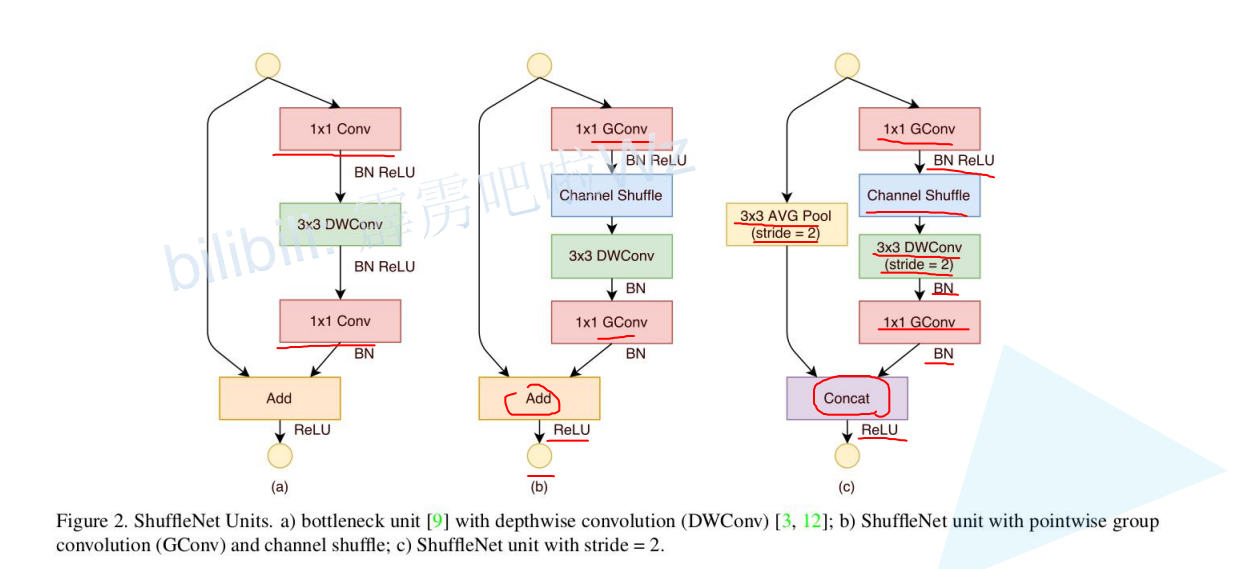 1x1 Conv
BN ReLU
3x3 DWConv
BN ReLU
1x1 Conv
BN
Add
ReLU
(a)
1x1 GConv
BN ReLU
Channel Shuffle
3x3 DWConv
BN
1x1 GConv
BN
Add
ReLU
(b)
1x1 GConv
BN ReLU
Channel Shuffle
3x3 AVG Pool
(stride = 2)
3x3 DWConv
(stride = 2)
BN
1x1 GConv
BN
Concat
ReLU
(c)
bilibili: 霹雳吧啦Wz
Figure 2. ShuffleNet Units. a) bottleneck unit [9] with depthwise convolution (DWConv) [3, 12]; b) ShuffleNet unit with pointwise group
convolution (GConv) and channel shuffle; c) ShuffleNet unit with stride = 2.